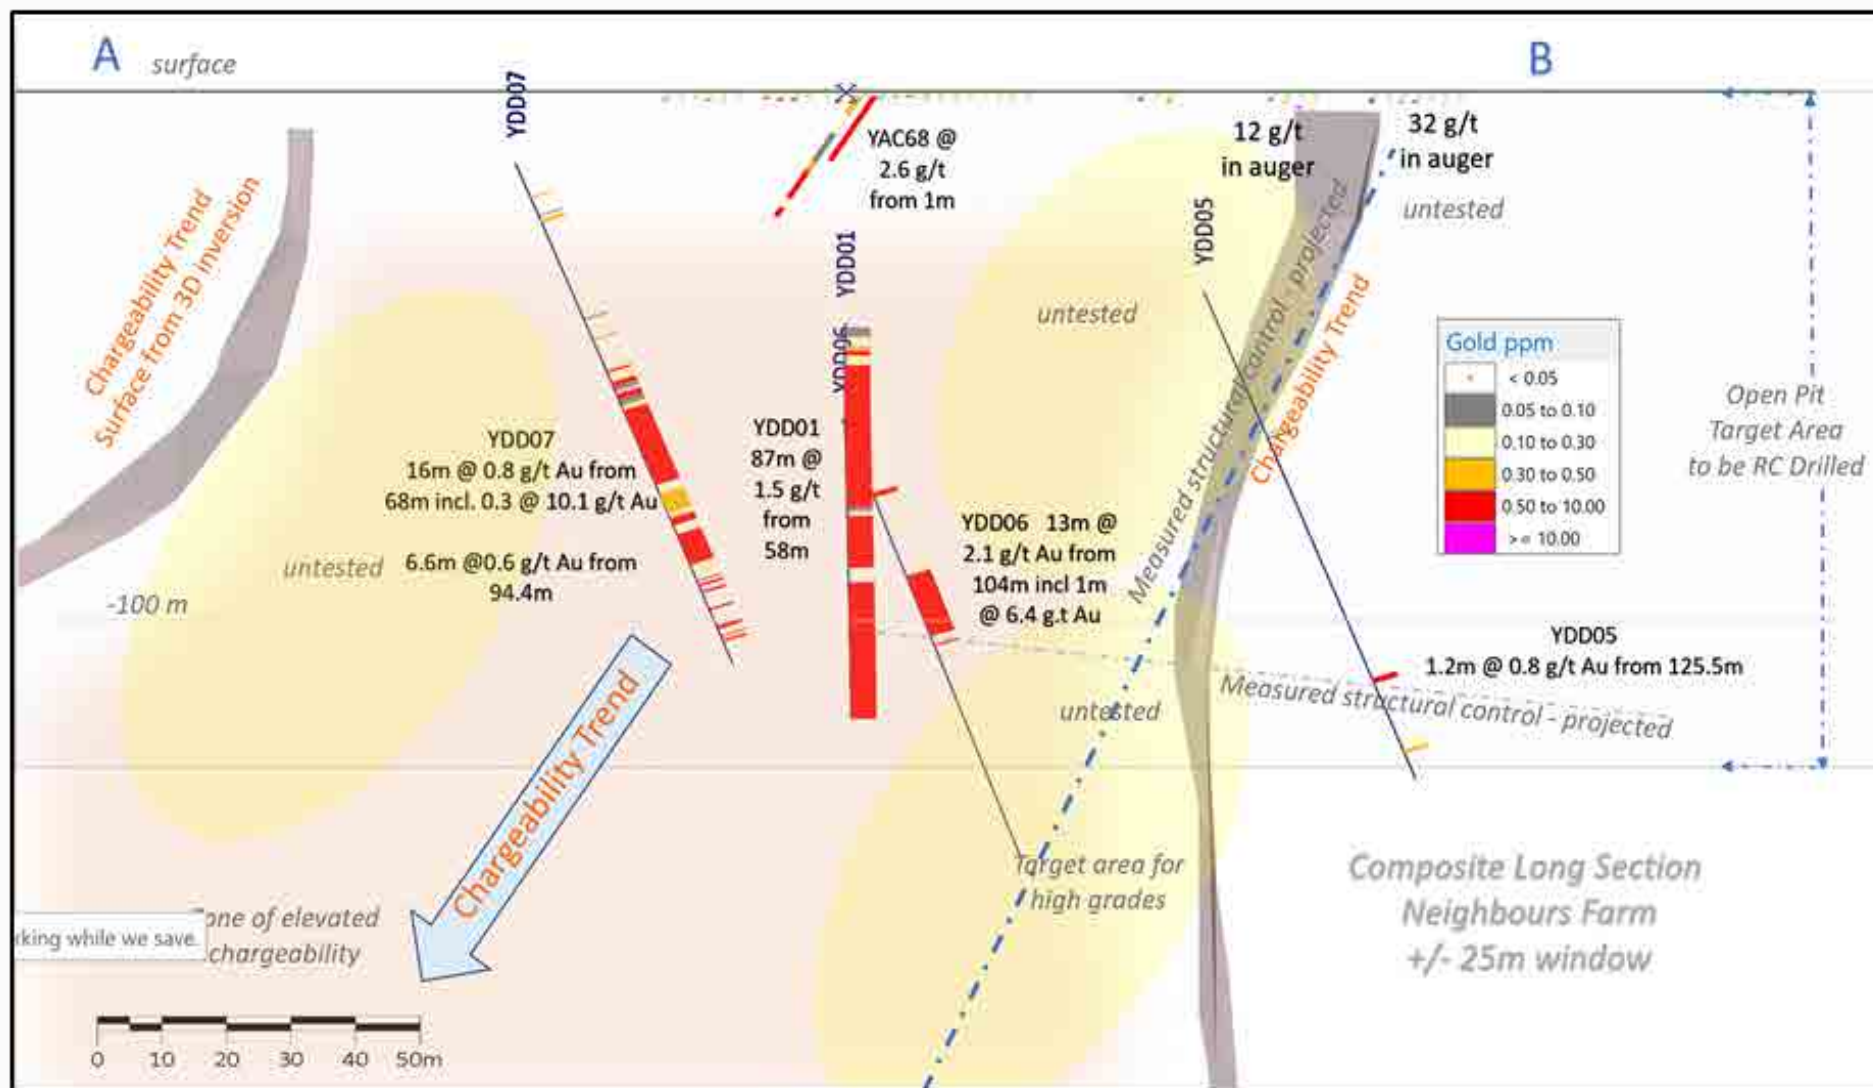 A
surface
B
YDD07
YAC68 @
2.6 g/t
from 1m
12 g/t
in auger
32 g/t
in auger
untested
Chargeability Trend
Surface from 3D inversion
YDD01
YDD06
YDD05
untested
Measured structural control - projected
Chargeability Trend
Gold ppm
< 0.05
0.05 to 0.10
0.10 to 0.30
0.30 to 0.50
0.50 to 10.00
>= 10.00
Open Pit
Target Area
to be RC Drilled
YDD07
16m @ 0.8 g/t Au from
68m incl. 0.3 @ 10.1 g/t Au
6.6m @0.6 g/t Au from
94.4m
YDD01
87m @
1.5 g/t
from
58m
YDD06 13m @
2.1 g/t Au from
104m incl 1m
@ 6.4 g.t Au
untested
-100 m
YDD05
1.2m @ 0.8 g/t Au from 125.5m
Measured structural control - projected
untested
Chargeability Trend
Target area for
high grades
Composite Long Section
Neighbours Farm
+/- 25m window
rking while we save.
one of elevated
chargeability
0 10 20 30 40 50m